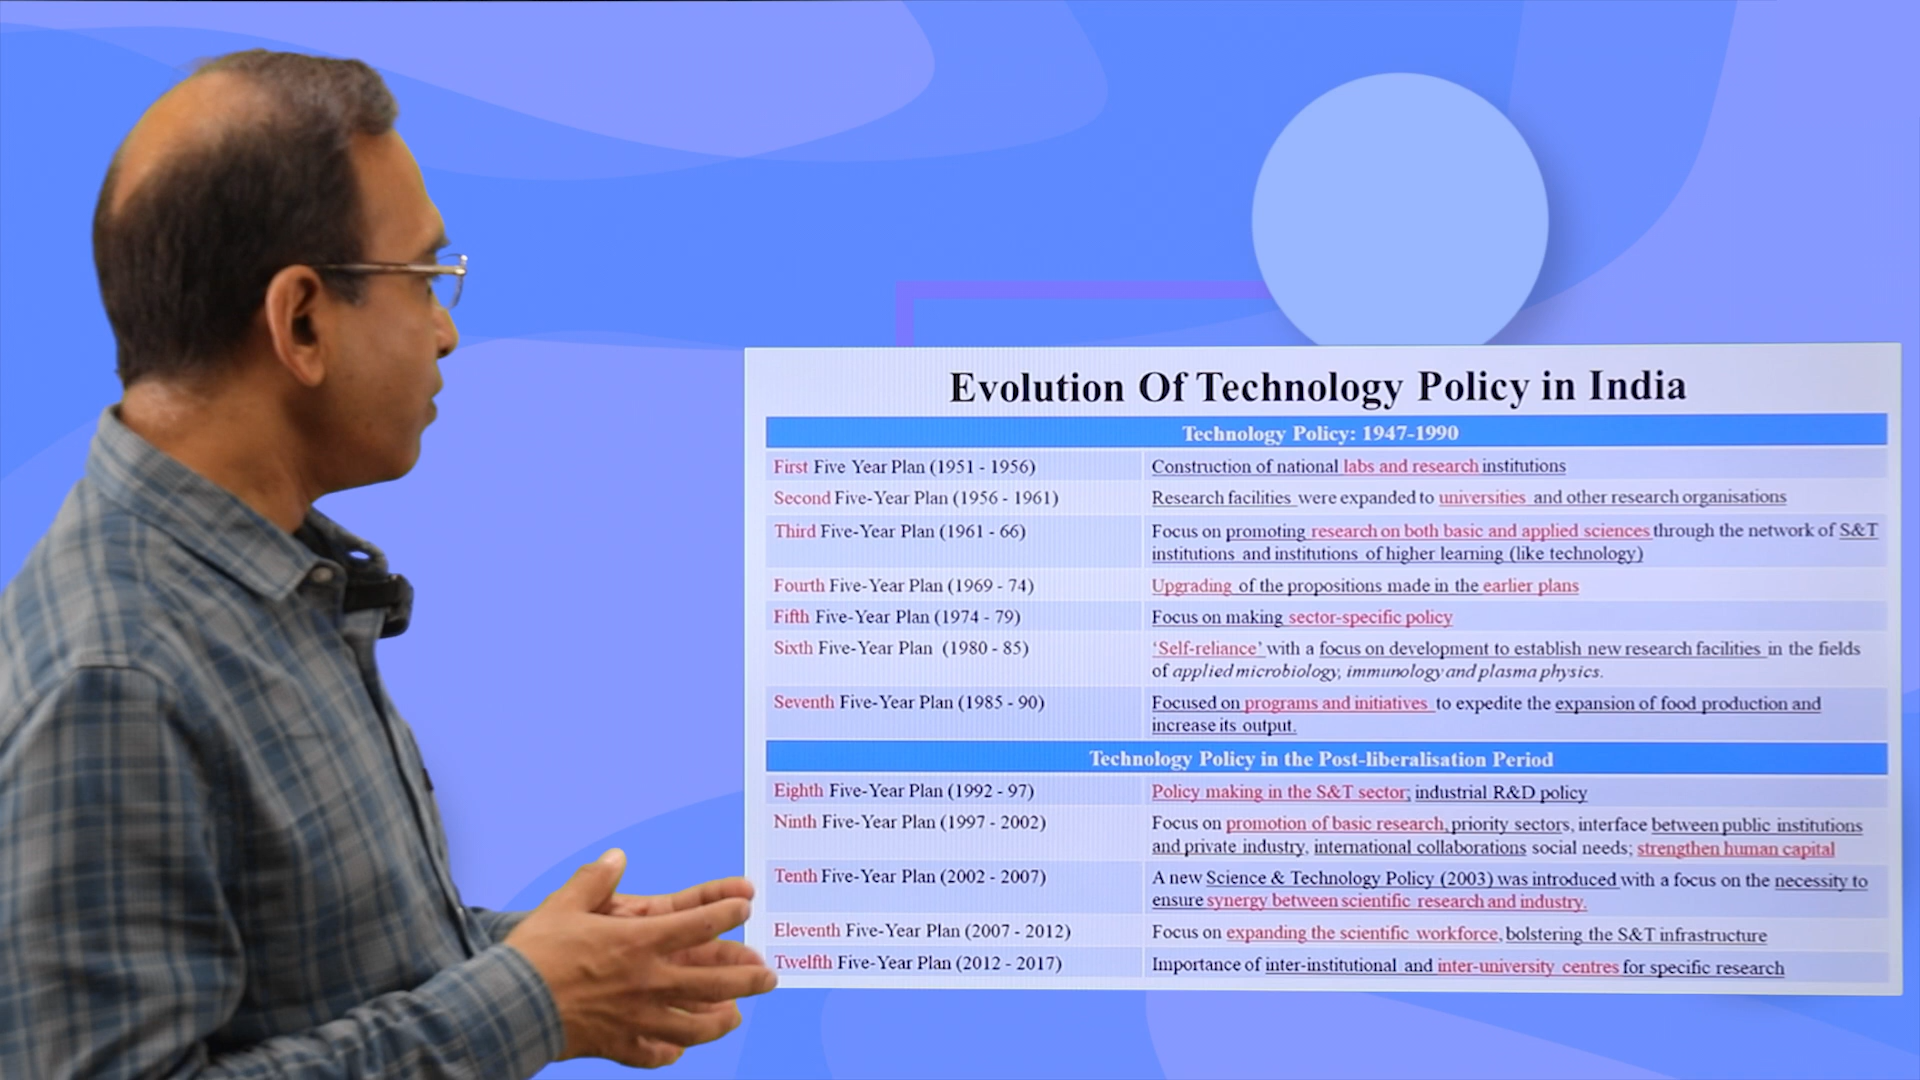 Evolution Of Technology Policy in India
Technology Policy: 1947-1990
First Five Year Plan (1951 - 1956)
Construction of national labs and research institutions
Second Five-Year Plan (1956 - 1961)
Research facilities were expanded to universities and other research organisations
Third Five-Year Plan (1961 - 66)
Focus on promoting research on both basic and applied sciences through the network of S&T
institutions and institutions of higher learning (like technology)
Fourth Five-Year Plan (1969 - 74)
Upgrading of the propositions made in the earlier plans
Fifth Five-Year Plan (1974 - 79)
Focus on making sector-specific policy
Sixth Five-Year Plan (1980 - 85)
‘Self-reliance’ with a focus on development to establish new research facilities in the fields
of applied microbiology, immunology and plasma physics.
Seventh Five-Year Plan (1985 - 90)
Focused on programs and initiatives to expedite the expansion of food production and
increase its output.
Technology Policy in the Post-liberalisation Period
Eighth Five-Year Plan (1992 - 97)
Policy making in the S&T sector; industrial R&D policy
Ninth Five-Year Plan (1997 - 2002)
Focus on promotion of basic research, priority sectors, interface between public institutions
and private industry, international collaborations social needs; strengthen human capital
Tenth Five-Year Plan (2002 - 2007)
A new Science & Technology Policy (2003) was introduced with a focus on the necessity to
ensure synergy between scientific research and industry.
Eleventh Five-Year Plan (2007 - 2012)
Focus on expanding the scientific workforce, bolstering the S&T infrastructure
Twelfth Five-Year Plan (2012 - 2017)
Importance of inter-institutional and inter-university centres for specific research